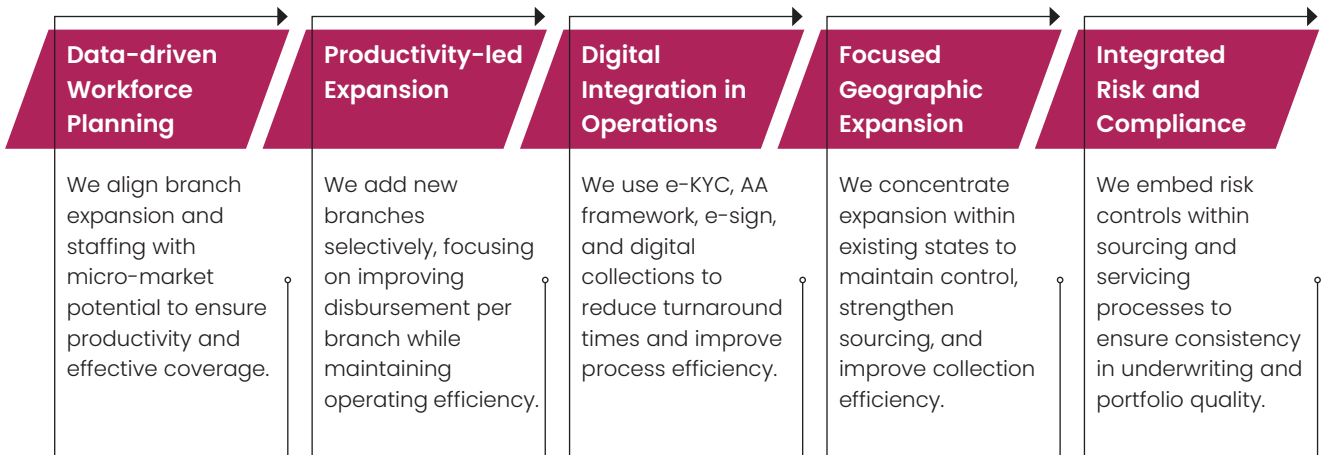 Data-driven
Workforce
Planning
We align branch
expansion and
staffing with
micro-market
potential to ensure
productivity and
effective coverage.
Productivity-led
Expansion
We add new
branches
selectively, focusing
on improving
disbursement per
branch while
maintaining
operating efficiency.
Digital
Integration in
Operations
We use e-KYC, AA
framework, e-sign,
and digital
collections to
reduce turnaround
times and improve
process efficiency.
Focused
Geographic
Expansion
We concentrate
expansion within
existing states to
maintain control,
strengthen
sourcing, and
improve collection
efficiency.
Integrated
Risk and
Compliance
We embed risk
controls within
sourcing and
servicing
processes to
ensure consistency
in underwriting and
portfolio quality.